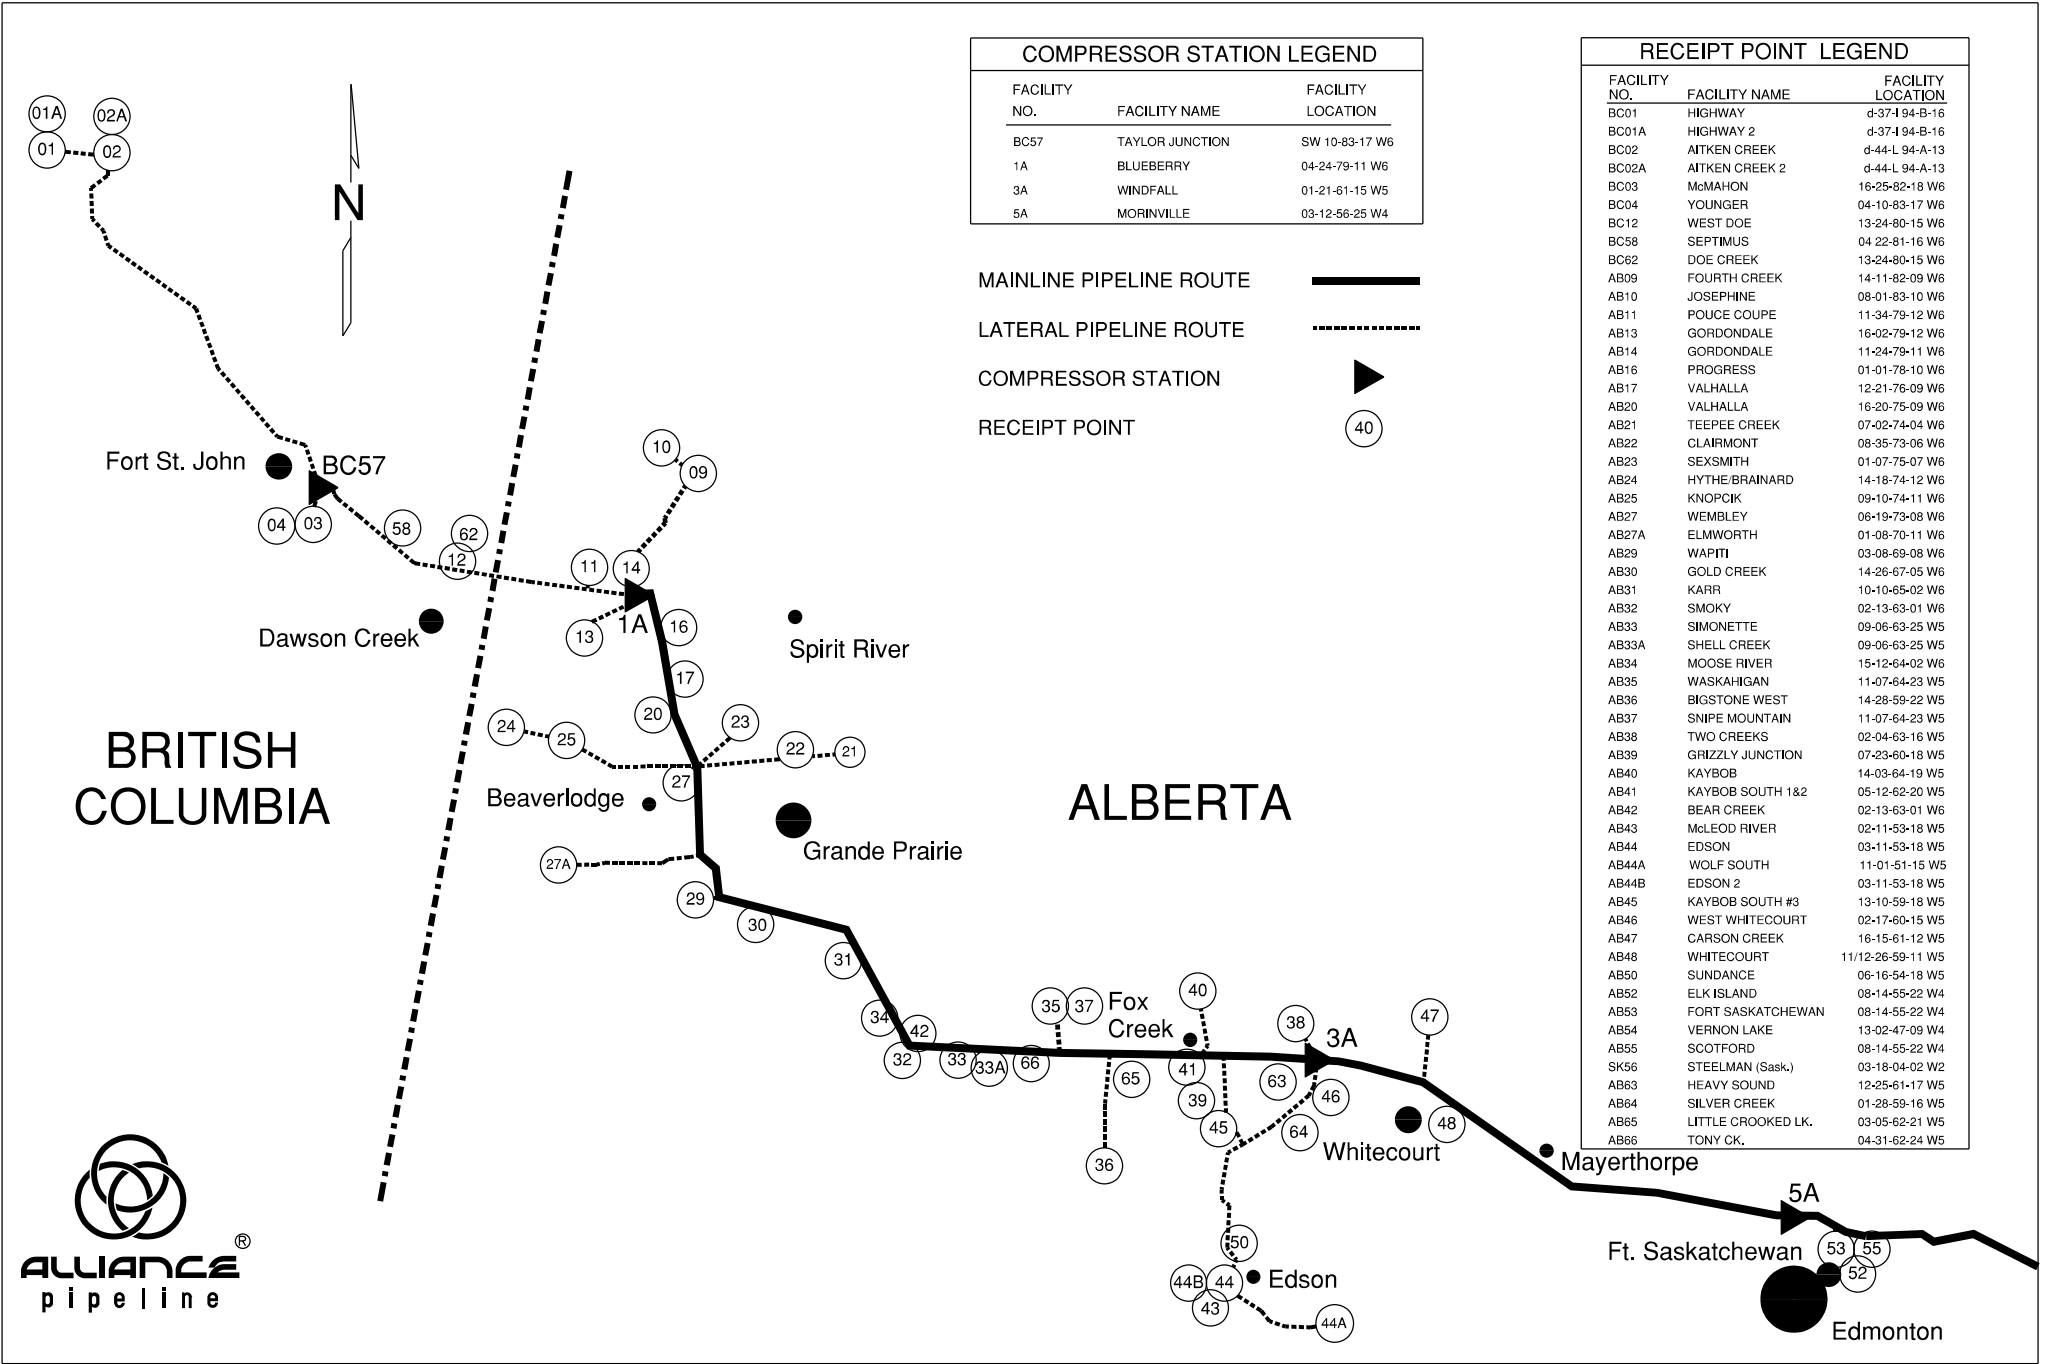 COMPRESSOR STATION LEGEND
FACILITY NO. FACILITY NAME FACILITY LOCATION
BC57 TAYLOR JUNCTION SW 10-83-17 W6
1A BLUEBERRY 04-24-79-11 W6
3A WINDFALL 01-21-61-15 W5
5A MORINVILLE 03-12-56-25 W4
MAINLINE PIPELINE ROUTE
LATERAL PIPELINE ROUTE
COMPRESSOR STATION
RECEIPT POINT 40
RECEIPT POINT LEGEND
FACILITY NO. FACILITY NAME FACILITY LOCATION
BC01 HIGHWAY d-37-I 94-B-16
BC01A HIGHWAY 2 d-37-I 94-B-16
BC02 AITKEN CREEK d-44-L 94-A-13
BC02A AITKEN CREEK 2 d-44-L 94-A-13
BC03 McMAHON 16-25-82-18 W6
BC04 YOUNGER 04-10-83-17 W6
BC12 WEST DOE 13-24-80-15 W6
BC58 SEPTIMUS 04 22-81-16 W6
BC62 DOE CREEK 13-24-80-15 W6
AB09 FOURTH CREEK 14-11-82-09 W6
AB10 JOSEPHINE 08-01-83-10 W6
AB11 POUCE COUPE 11-34-79-12 W6
AB13 GORDONDALE 16-02-79-12 W6
AB14 GORDONDALE 11-24-79-11 W6
AB16 PROGRESS 01-01-78-10 W6
AB17 VALHALLA 12-21-76-09 W6
AB20 VALHALLA 16-20-75-09 W6
AB21 TEEPEE CREEK 07-02-74-04 W6
AB22 CLAIRMONT 08-35-73-06 W6
AB23 SEXSMITH 01-07-75-07 W6
AB24 HYTHE/BRAINARD 14-18-74-12 W6
AB25 KNOPCIK 09-10-74-11 W6
AB27 WEMBLEY 06-19-73-08 W6
AB27A ELMWORTH 01-08-70-11 W6
AB29 WAPITI 03-08-69-08 W6
AB30 GOLD CREEK 14-26-67-05 W6
AB31 KARR 10-10-65-02 W6
AB32 SMOKY 02-13-63-01 W6
AB33 SIMONETTE 09-06-63-25 W5
AB33A SHELL CREEK 09-06-63-25 W5
AB34 MOOSE RIVER 15-12-64-02 W6
AB35 WASKAHIGAN 11-07-64-23 W5
AB36 BIGSTONE WEST 14-28-59-22 W5
AB37 SNIPE MOUNTAIN 11-07-64-23 W5
AB38 TWO CREEKS 02-04-63-16 W5
AB39 GRIZZLY JUNCTION 07-23-60-18 W5
AB40 KAYBOB 14-03-64-19 W5
AB41 KAYBOB SOUTH 1&2 05-12-62-20 W5
AB42 BEAR CREEK 02-13-63-01 W6
AB43 McLEOD RIVER 02-11-53-18 W5
AB44 EDSON 03-11-53-18 W5
AB44A WOLF SOUTH 11-01-51-15 W5
AB44B EDSON 2 03-11-53-18 W5
AB45 KAYBOB SOUTH #3 13-10-59-18 W5
AB46 WEST WHITECOURT 02-17-60-15 W5
AB47 CARSON CREEK 16-15-61-12 W5
AB48 WHITECOURT 11/12-26-59-11 W5
AB50 SUNDANCE 06-16-54-18 W5
AB52 ELK ISLAND 08-14-55-22 W4
AB53 FORT SASKATCHEWAN 08-14-55-22 W4
AB54 VERNON LAKE 13-02-47-09 W4
AB55 SCOTFORD 08-14-55-22 W4
SK56 STEELMAN (Sask.) 03-18-04-02 W2
AB63 HEAVY SOUND 12-25-61-17 W5
AB64 SILVER CREEK 01-28-59-16 W5
AB65 LITTLE CROOKED LK. 03-05-62-21 W5
AB66 TONY CK. 04-31-62-24 W5
01A
02A
01
02
N
Fort St. John
BC57
04
03
58
62
12
10
09
11
14
13
1A
16
Dawson Creek
Spirit River
17
20
23
24
25
22
21
27
BRITISH
COLUMBIA
Beaverlodge
ALBERTA
Grande Prairie
27A
29
30
31
34
42
32
33
33A
66
35
37
Fox
Creek
40
38
3A
47
65
41
63
39
46
45
64
48
36
Whitecourt
Mayerthorpe
5A
50
Ft. Saskatchewan
53
55
52
44B
44
Edson
43
44A
Edmonton
ALLIANCE ®
pipeline